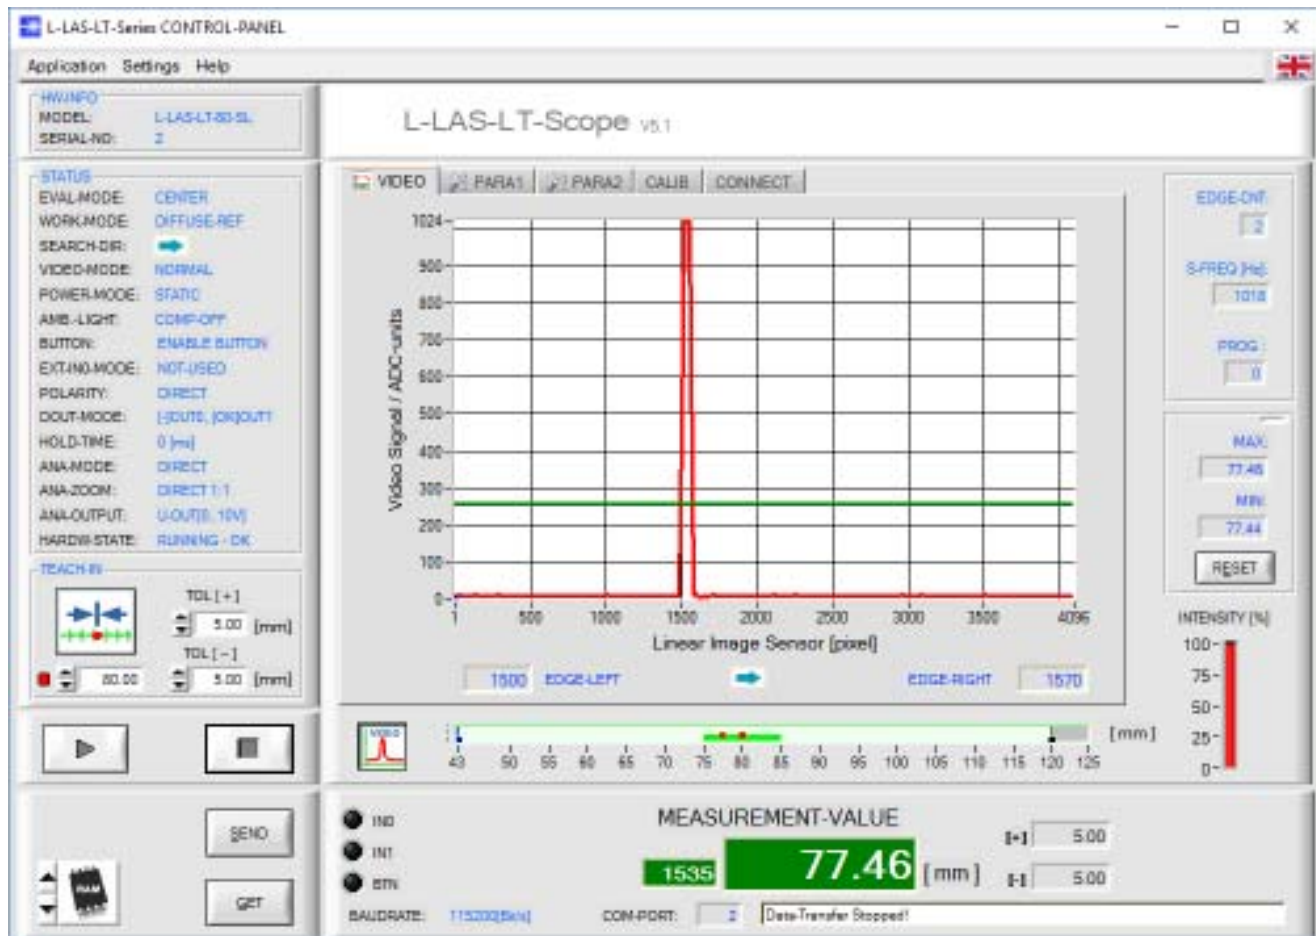 L-LAS-LT-Series CONTROL-PANEL
Application Settings Help
HW-INFO
MODEL: L-LAS-LT-80-SL
SERIAL-NO: 2
L-LAS-LT-Scope V5.1
STATUS
EVAL-MODE: CENTER
WORK-MODE: DIFFUSE-REF
SEARCH-DIR:
VIDEO-MODE: NORMAL
POWER-MODE: STATIC
AMB.-LIGHT: COMP-OFF
BUTTON: ENABLE BUTTON
EXT-IN0-MODE: NOT-USED
POLARITY: DIRECT
DOUT-MODE: [-]OUT0, [OK]OUT1
HOLD-TIME: 0 [ms]
ANA-MODE: DIRECT
ANA-ZOOM: DIRECT 1:1
ANA-OUTPUT: U-OUT[0, 10V]
HARDW-STATE: RUNNING - OK
TEACH-IN
TOL [+]
5.00 [mm]
TOL [-]
80.00 5.00 [mm]
SEND
GET
RAM
VIDEO PARA1 PARA2 CALIB CONNECT
Video Signal / ADC-units
1024
900
800
700
600
500
400
300
200
100
0
1 500 1000 1500 2000 2500 3000 3500 4096
Linear Image Sensor [pixel]
1500 EDGE-LEFT EDGE-RIGHT 1570
VIDEO
[mm]
43 50 55 60 65 70 75 80 85 90 95 100 105 110 115 120 125
EDGE-CNT:
2
S-FREQ [Hz]:
1018
PROG :
0
MAX:
77.46
MIN:
77.44
RESET
INTENSITY [%]
100
75
50
25
0
IN0
IN1
BTN
MEASUREMENT-VALUE
1535 77.46 [mm]
[+] 5.00
[-] 5.00
BAUDRATE: 115200[Bit/s] COM-PORT: 2 Data-Transfer Stopped!